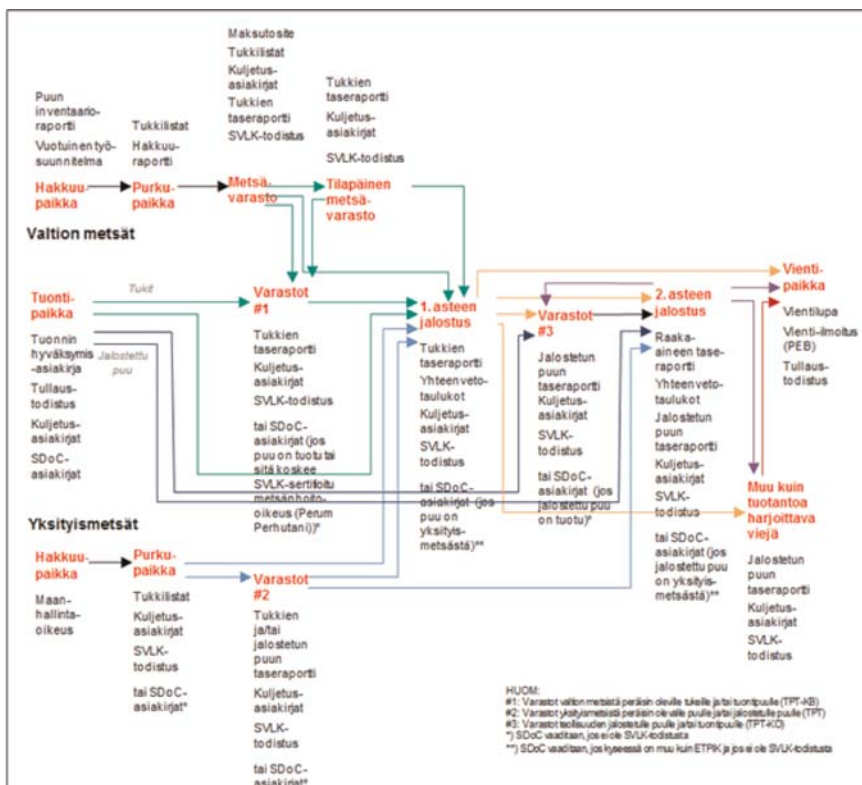 Puun
inventaario-
raportti
Vuotuinen työ-
suunnitelma
Hakkuu-
paikka
Tukkilistat
Hakkuu-
raportti
Purku-
paikka
Maksutosite
Tukkilistat
Kuljetus-
asiakirjat
Tukkien
taseraportti
SVLK-todistus
Metsä-
varasto
Tukkien
taseraportti
Kuljetus-
asiakirjat
SVLK-todistus
Tilapäinen
metsä-
varasto
Valtion metsät
Tuonti-
paikka
Tuonnin
hyväksymis
-asiakirja
Tullaus-
todistus
Kuljetus-
asiakirjat
SDoC-
asiakirjat
Tukit
Jalostettu
puu
Varastot
#1
Tukkien
taseraportti
Kuljetus-
asiakirjat
SVLK-todistus
tai SDoC-
asiakirjat (jos
puu on tuotu tai
sitä koskee
SVLK-sertifioitu
metsänhoito-
oikeus (Perum
Perhutani))*
1. asteen
jalostus
Tukkien
taseraportti
Yhteenveto-
taulukot
Kuljetus-
asiakirjat
SVLK-
todistus
tai SDoC-
asiakirjat (jos
puu on
yksityis-
metsästä)**
Varastot
#3
Jalostetun
puun
taseraportti
Kuljetus-
asiakirjat
SVLK-
todistus
tai SDoC-
asiakirjat (jos
jalostettu puu
on tuotu)*
2. asteen
jalostus
Raaka-
aineen tase-
raportti
Yhteenveto-
taulukot
Jalostetun
puun
taseraportti
Kuljetus-
asiakirjat
SVLK-
todistus
tai SDoC-
asiakirjat (jos
jalostettu puu
on yksityis-
metsästä)**
Vienti-
paikka
Vientilupa
Vienti-ilmoitus
(PEB)
Tullaus-
todistus
Muu kuin
tuotantoa
harjoittava
viejä
Jalostetun
puun
taseraportti
Kuljetus-
asiakirjat
SVLK-
todistus
Yksityismetsät
Hakkuu-
paikka
Maan-
hallinta-
oikeus
Purku-
paikka
Tukkilistat
Kuljetus-
asiakirjat
SVLK-
todistus
tai SDoC-
asiakirjat*
Varastot
#2
Tukkien
ja/tai
jalostetun
puun
taseraportti
Kuljetus-
asiakirjat
SVLK-
todistus
tai SDoC-
asiakirjat*
HUOM:
#1: Varastot valtion metsistä peräisin oleville tukeille ja/tai tuontipuulle (TPT-KB)
#2: Varastot yksityismetsistä peräisin olevalle puulle ja/tai jalostetulle puulle (TPT)
#3: Varastot teollisuuden jalostetulle puulle ja/tai tuontipuulle (TPT-KO)
*) SDoC vaaditaan, jos ei ole SVLK-todistusta
**) SDoC vaaditaan, jos kyseessä on muu kuin ETPIK ja jos ei ole SVLK-todistusta